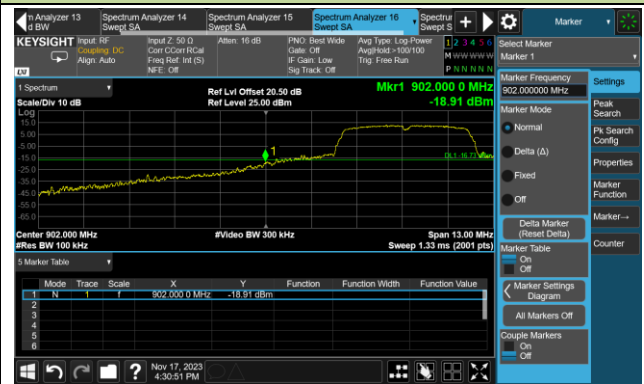 n Analyzer 13
d BW
Spectrum Analyzer 14
Swept SA
Spectrum Analyzer 15
Swept SA
Spectrum Analyzer 16
Swept SA
Spectrur
Swept S
Marker
KEYSIGHT
Input: RF
Coupling: DC
Align: Auto
Input Z: 50 Ω
Corr CCorr RCal
Freq Ref: Int (S)
NFE: Off
Atten: 16 dB
PNO: Best Wide
Gate: Off
IF Gain: Low
Sig Track: Off
Avg Type: Log-Power
Avg|Hold:>100/100
Trig: Free Run
1 2 3 4 5 6
M W W W W W
P N N N N N
LXI
Select Marker
Marker 1
1 Spectrum
Scale/Div 10 dB
Log
Ref Lvl Offset 20.50 dB
Ref Level 25.00 dBm
Mkr1 902.000 0 MHz
-18.91 dBm
15.0
5.00
-5.00
-15.0
-25.0
-35.0
-45.0
-55.0
-65.0
1
DL1 -16.73 dBm
Center 902.000 MHz
#Res BW 100 kHz
#Video BW 300 kHz
Span 13.00 MHz
Sweep 1.33 ms (2001 pts)
5 Marker Table
Mode Trace Scale X Y Function Function Width Function Value
1 N 1 f 902.000 0 MHz -18.91 dBm
2
3
4
5
6
Marker Frequency
902.000000 MHz
Marker Mode
Normal
Delta (Δ)
Fixed
Off
Delta Marker
(Reset Delta)
Marker Table
On
Off
Marker Settings
Diagram
All Markers Off
Couple Markers
On
Off
Settings
Peak
Search
Pk Search
Config
Properties
Marker
Function
Marker→
Counter
?
Nov 17, 2023
4:30:51 PM